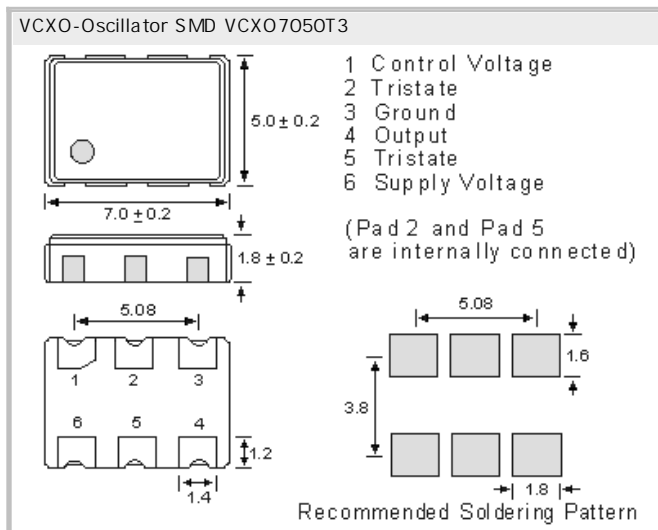 VCXO-Oscillator SMD VCXO7050T3
1 Control Voltage
2 Tristate
3 Ground
4 Output
5 Tristate
6 Supply Voltage
(Pad 2 and Pad 5
are internally connected)
5.0 ± 0.2
7.0 ± 0.2
1.8 ± 0.2
5.08
1 2 3
6 5 4
1.2
1.4
5.08
1.6
3.8
1.8
Recommended Soldering Pattern